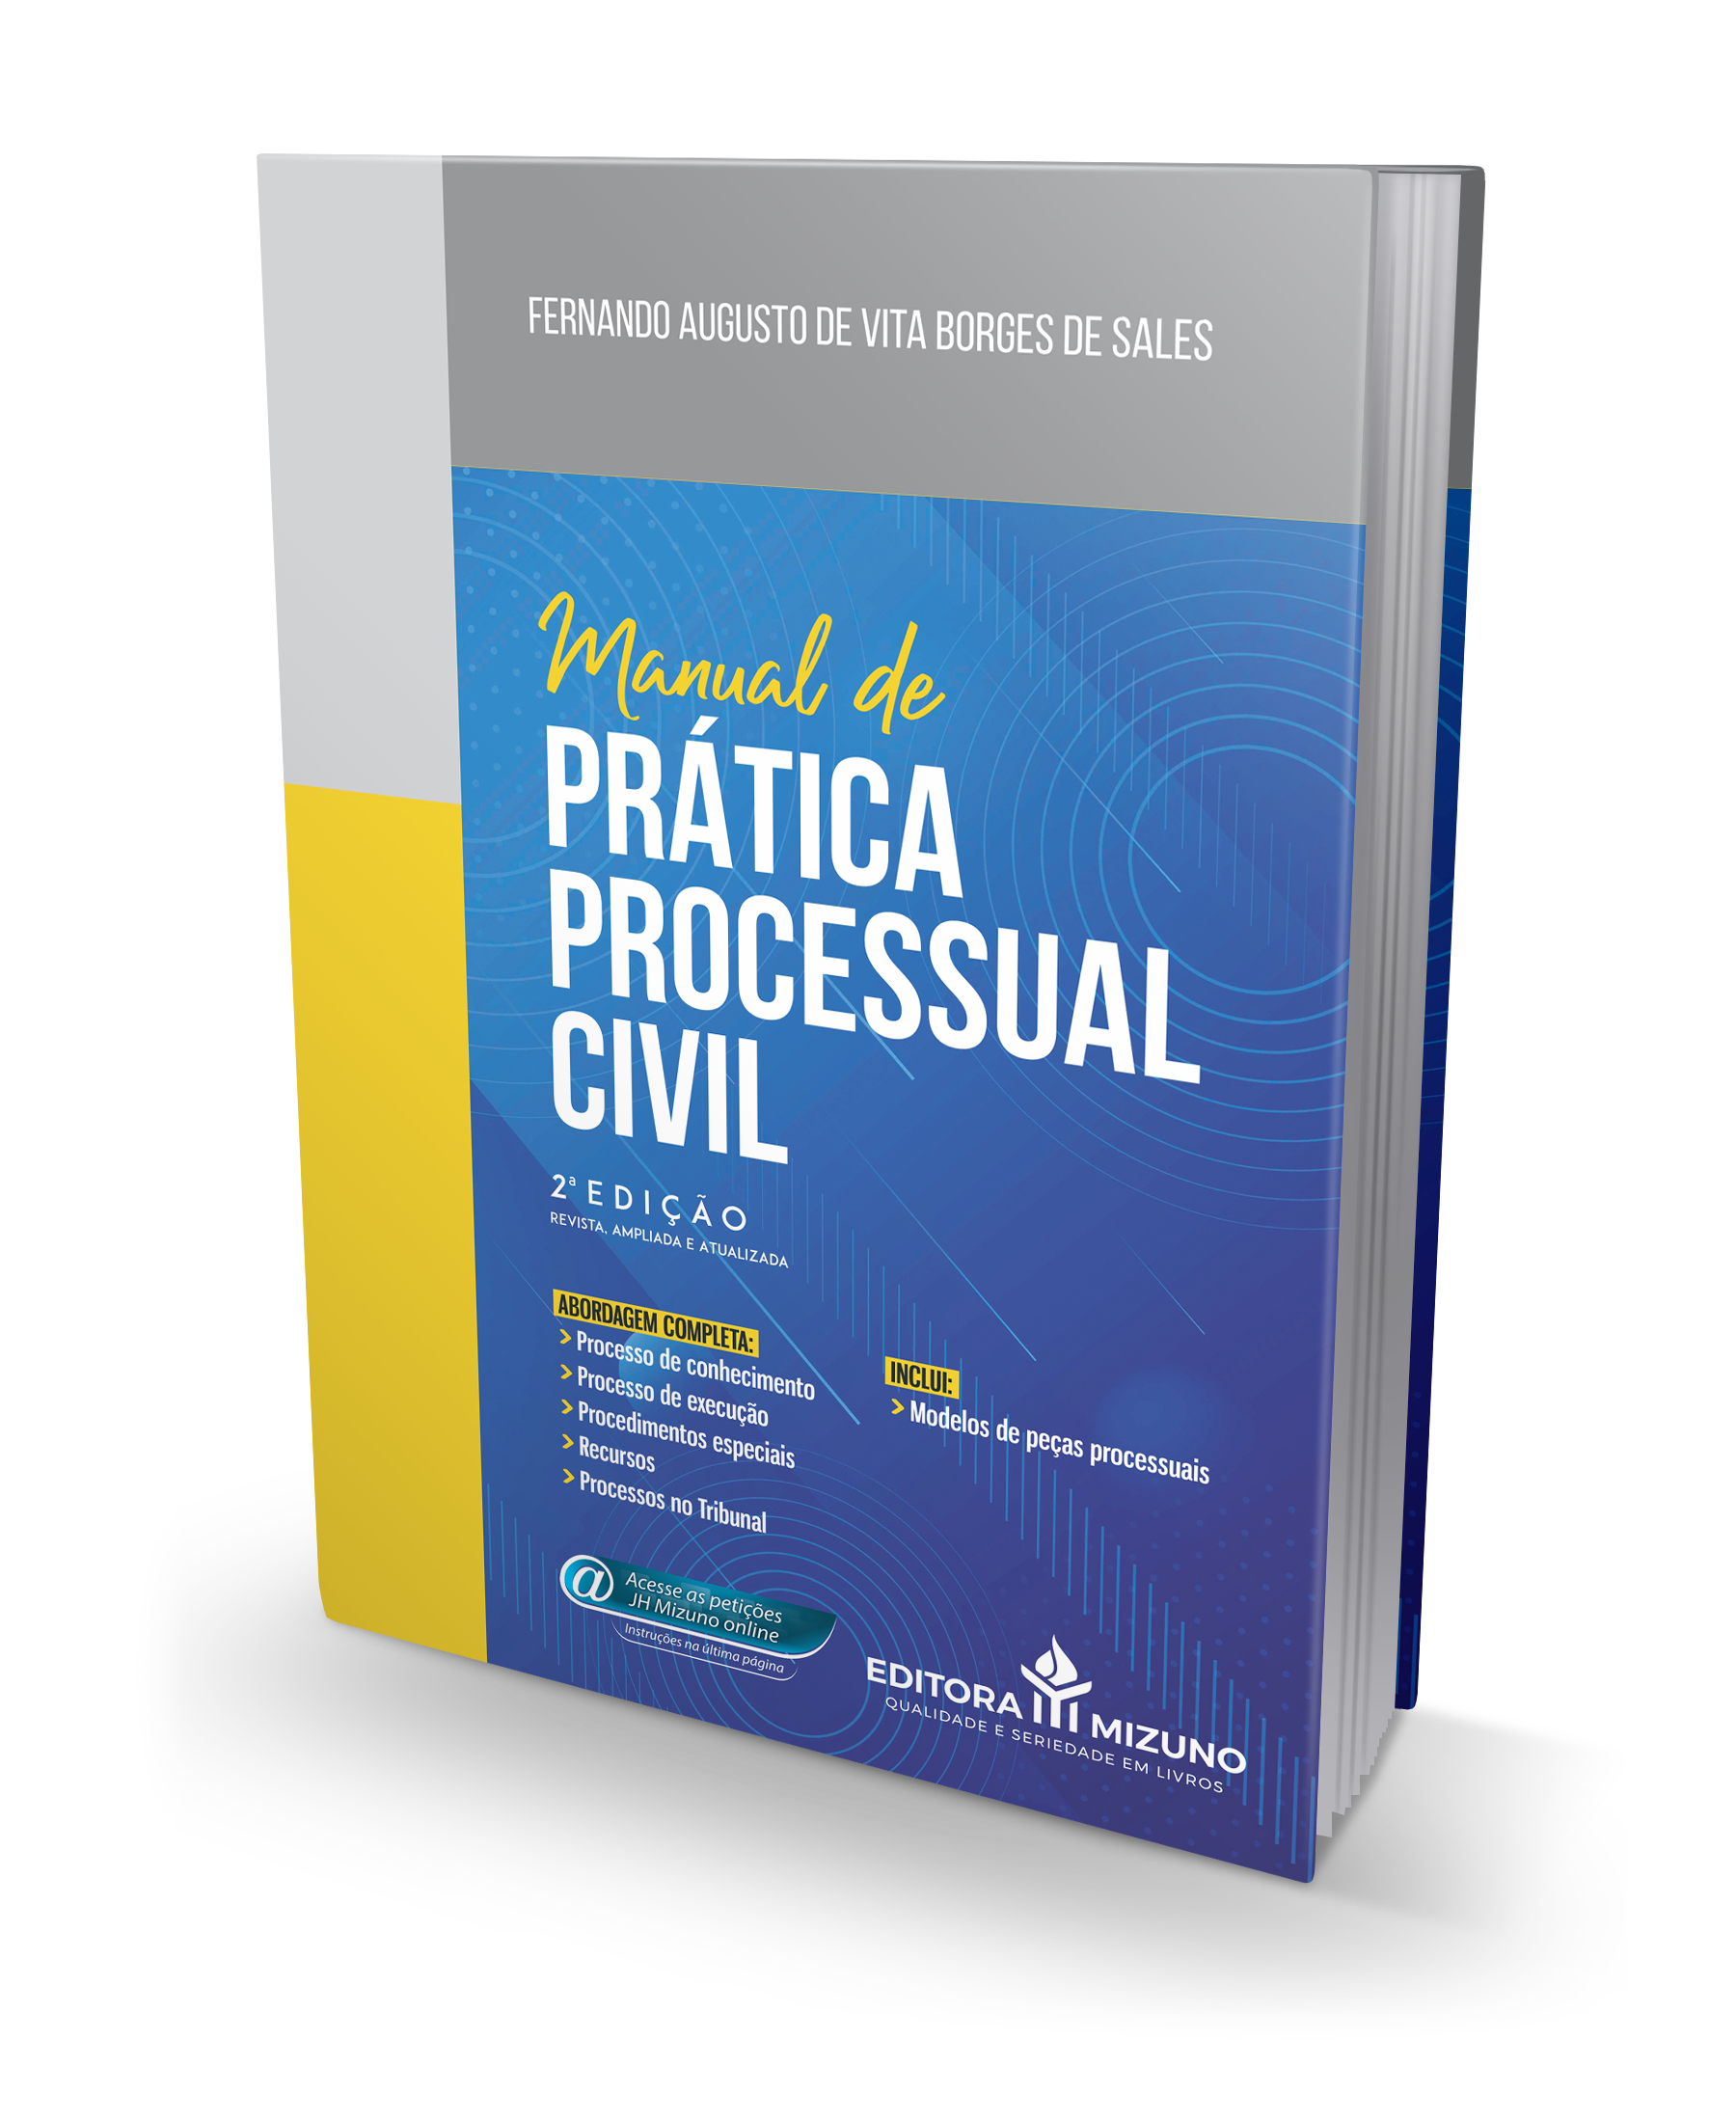 FERNANDO AUGUSTO DE VITA BORGES DE SALES
Manual de
PRÁTICA
PROCESSUAL
CIVIL
2ª EDIÇÃO
REVISTA, AMPLIADA E ATUALIZADA
ABORDAGEM COMPLETA:
Processo de conhecimento
Processo de execução
Procedimentos especiais
Recursos
Processos no Tribunal
INCLUI:
Modelos de peças processuais
@ Acesse as petições
JH Mizuno online
Instruções na última página
EDITORA MIZUNO
QUALIDADE E SERIEDADE EM LIVROS